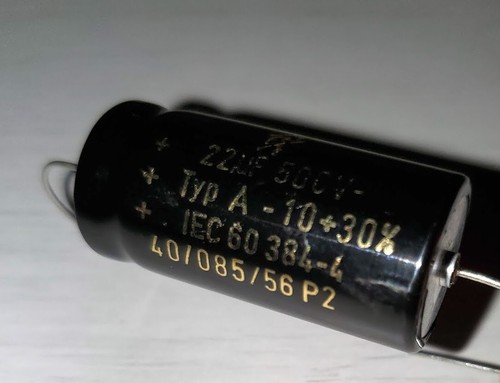 + 22µF 500V-
+ Typ A -10+30%
+ IEC 60 384-4
40/085/56 P2